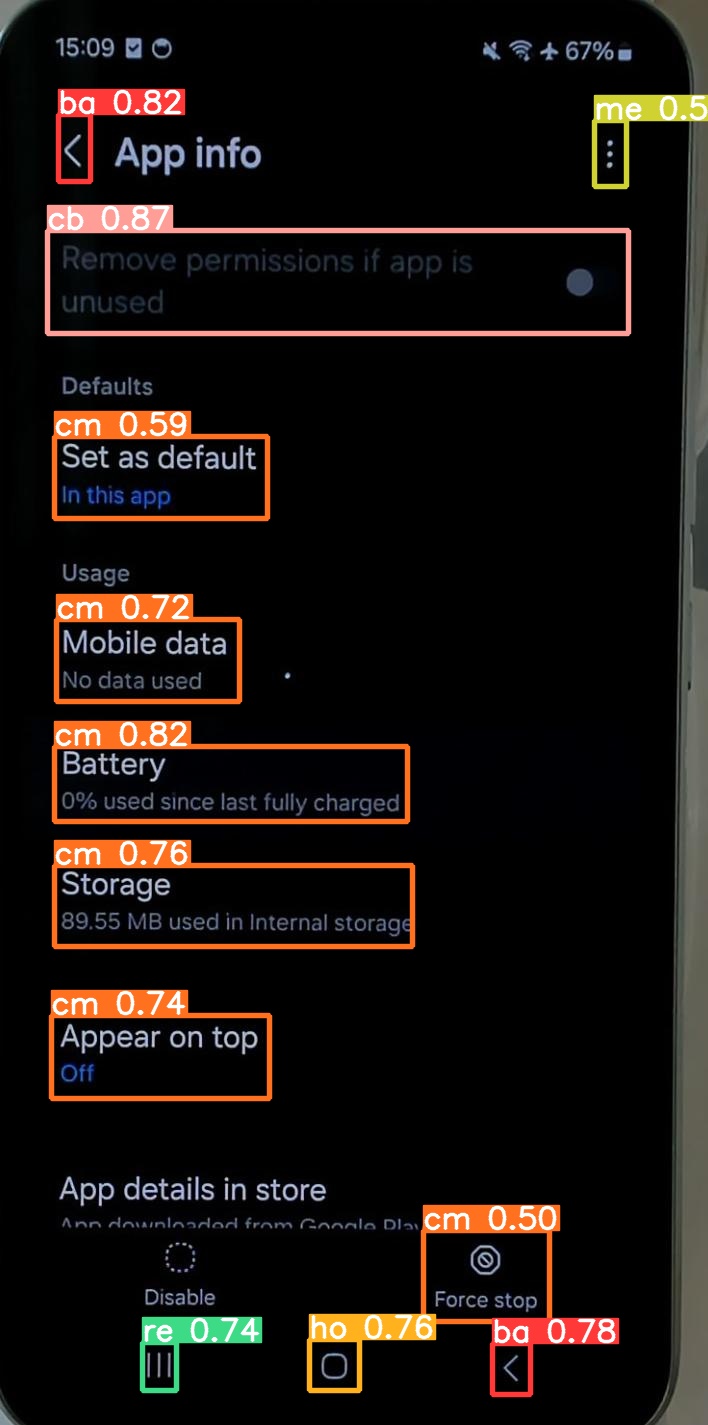 15:09 67%
ba 0.82
me 0.5
App info
cb 0.87
Remove permissions if app is
unused
Defaults
cm 0.59
Set as default
In this app
Usage
cm 0.72
Mobile data
No data used
cm 0.82
Battery
0% used since last fully charged
cm 0.76
Storage
89.55 MB used in Internal storage
cm 0.74
Appear on top
Off
App details in store
App downloaded from Google Play
cm 0.50
Disable
Force stop
re 0.74
ho 0.76
ba 0.78